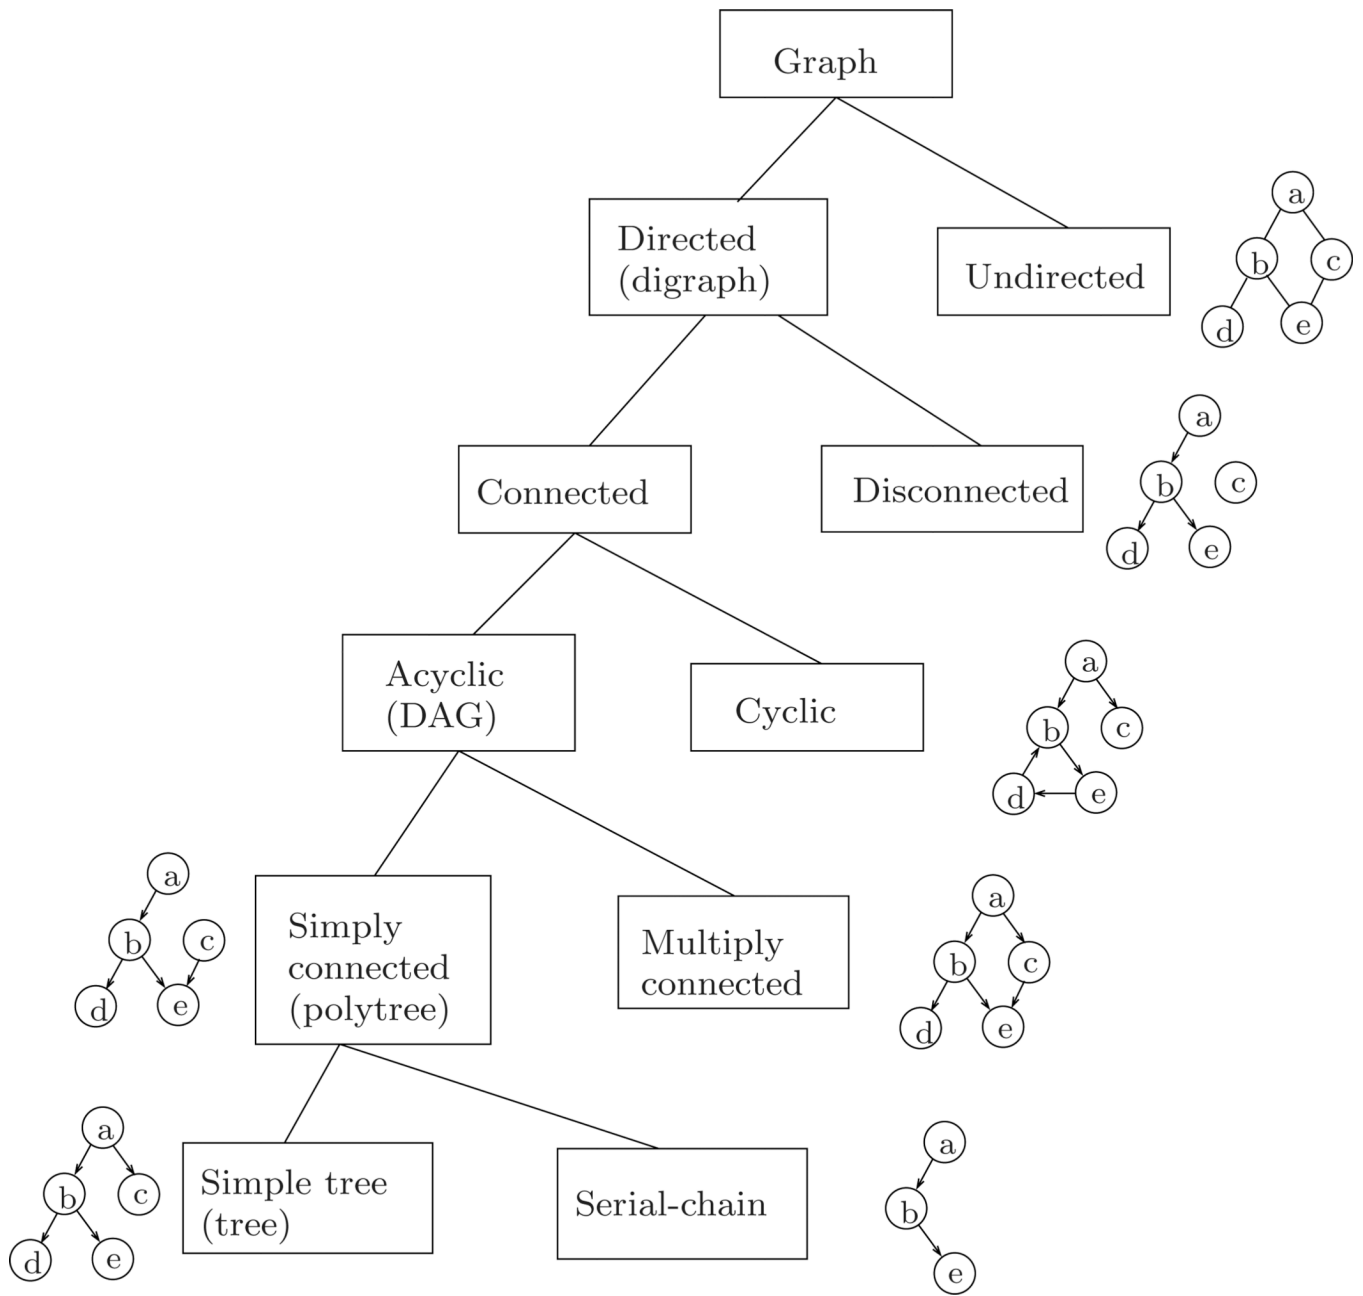 Graph
a
Directed
(digraph)
Undirected
b
c
d
e
a
Connected
Disconnected
b
c
d
e
a
Acyclic
(DAG)
Cyclic
b
c
d
e
a
a
Simply
connected
(polytree)
Multiply
connected
b
c
b
c
d
e
d
e
a
a
Simple tree
(tree)
Serial-chain
b
c
b
d
e
e